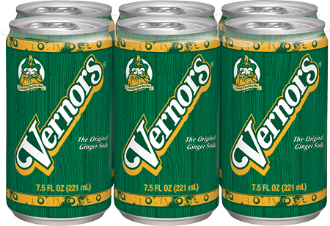 Vernors
The Original
Ginger Soda
7.5 FL OZ (221 mL)
Vernors
The Original
Ginger Soda
7.5 FL OZ (221 mL)
Vernors
The Original
Ginger Soda
7.5 FL OZ (221 mL)